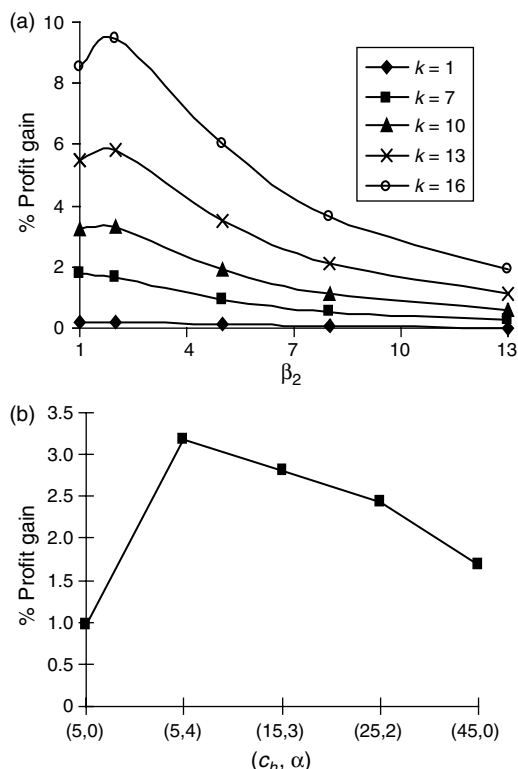 (a)
10
8
6
4
2
0
% Profit gain
k = 1
k = 7
k = 10
k = 13
k = 16
1 4 7 10 13
β2
(b)
3.5
3.0
2.5
2.0
1.5
1.0
0.5
0
% Profit gain
(5,0) (5,4) (15,3) (25,2) (45,0)
(ch, α)